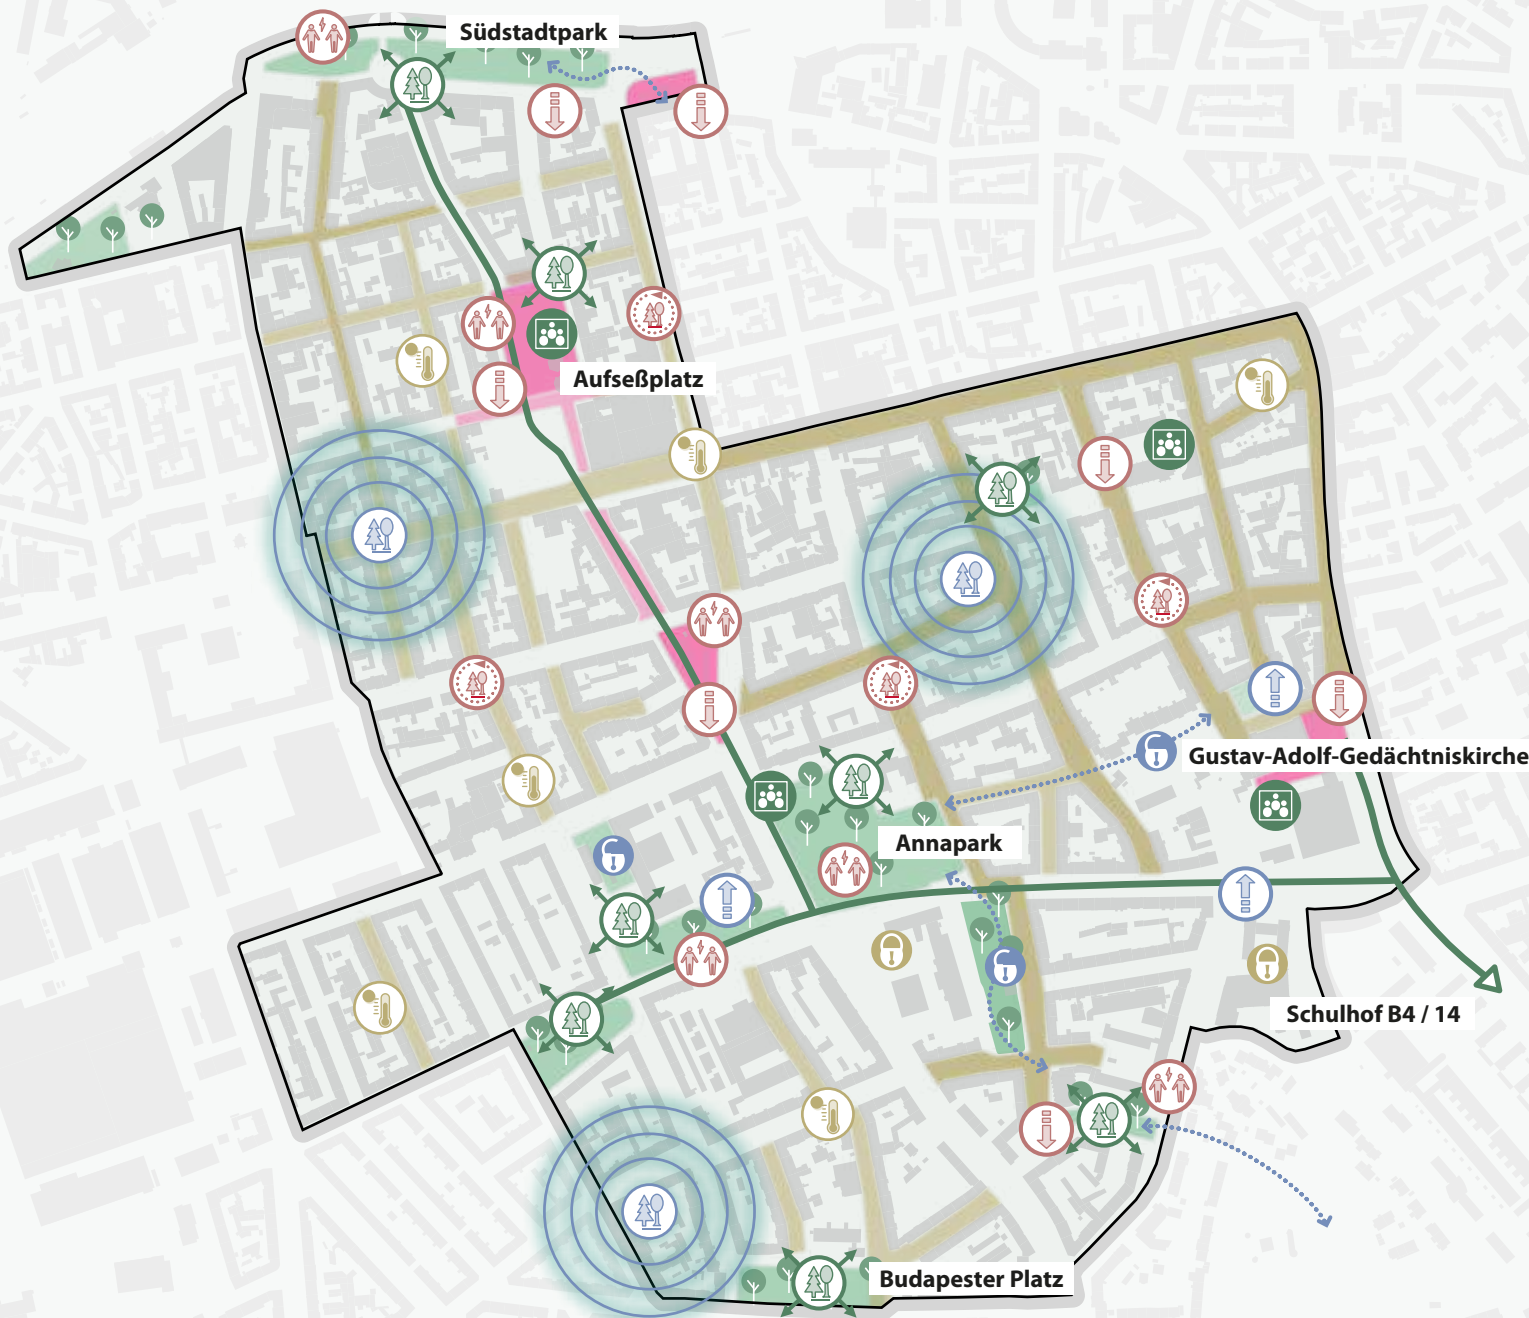 Südstadtpark
Aufseßplatz
Gustav-Adolf-Gedächtniskirche
Annapark
Schulhof B4 / 14
Budapester Platz